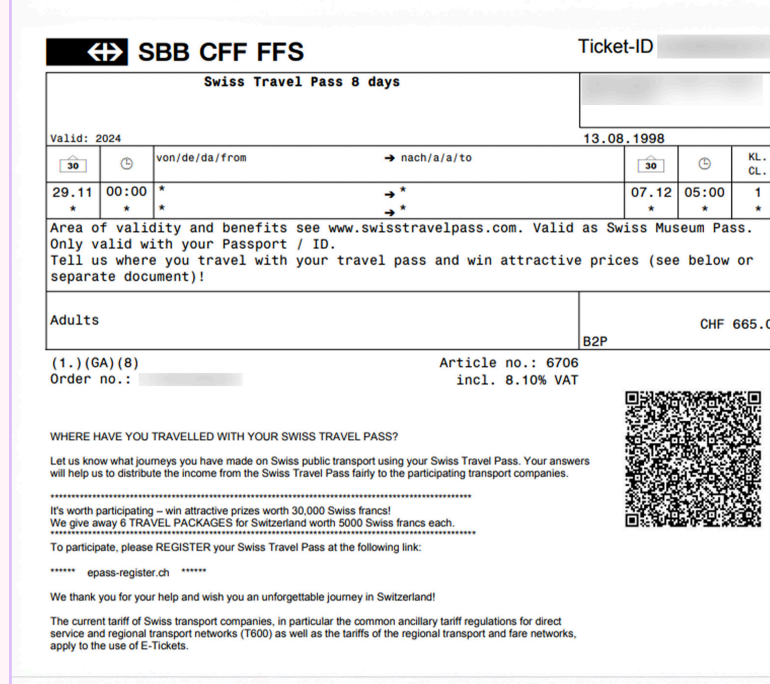 SBB CFF FFS
Ticket-ID
Swiss Travel Pass 8 days
Valid: 2024
13.08.1998
30 von/de/da/from → nach/a/a/to 30 KL. CL.
29.11 00:00 * → * 07.12 05:00 1
* * * → * * * *
Area of validity and benefits see www.swisstravelpass.com. Valid as Swiss Museum Pass.
Only valid with your Passport / ID.
Tell us where you travel with your travel pass and win attractive prices (see below or
separate document)!
Adults
CHF 665.0
B2P
(1.)(GA)(8) Article no.: 6706
Order no.: incl. 8.10% VAT
WHERE HAVE YOU TRAVELLED WITH YOUR SWISS TRAVEL PASS?
Let us know what journeys you have made on Swiss public transport using your Swiss Travel Pass. Your answers
will help us to distribute the income from the Swiss Travel Pass fairly to the participating transport companies.
It's worth participating – win attractive prizes worth 30,000 Swiss francs!
We give away 6 TRAVEL PACKAGES for Switzerland worth 5000 Swiss francs each.
To participate, please REGISTER your Swiss Travel Pass at the following link:
****** epass-register.ch ******
We thank you for your help and wish you an unforgettable journey in Switzerland!
The current tariff of Swiss transport companies, in particular the common ancillary tariff regulations for direct
service and regional transport networks (T600) as well as the tariffs of the regional transport and fare networks,
apply to the use of E-Tickets.